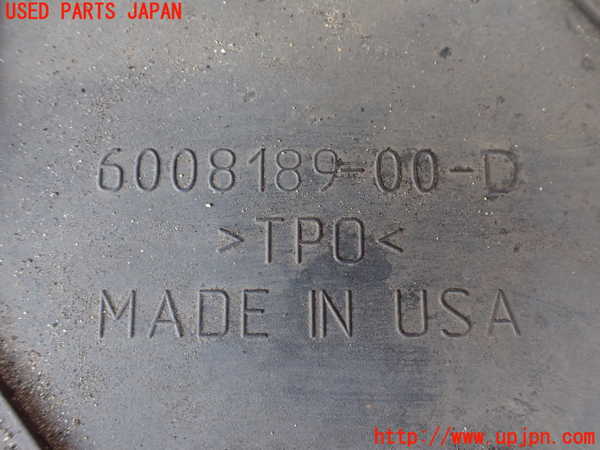 USED PARTS JAPAN
6008189-00-D
>TPO<
MADE IN USA
http://www.upjpn.com